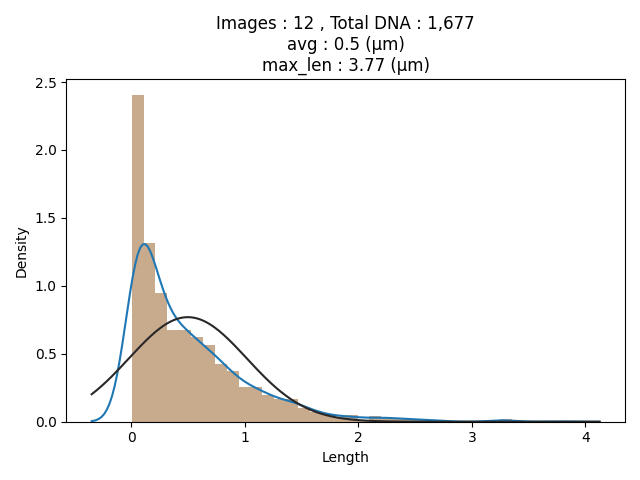 Images : 12 , Total DNA : 1,677
avg : 0.5 (μm)
max_len : 3.77 (μm)
2.5
2.0
1.5
1.0
0.5
0.0
Density
0 1 2 3 4
Length